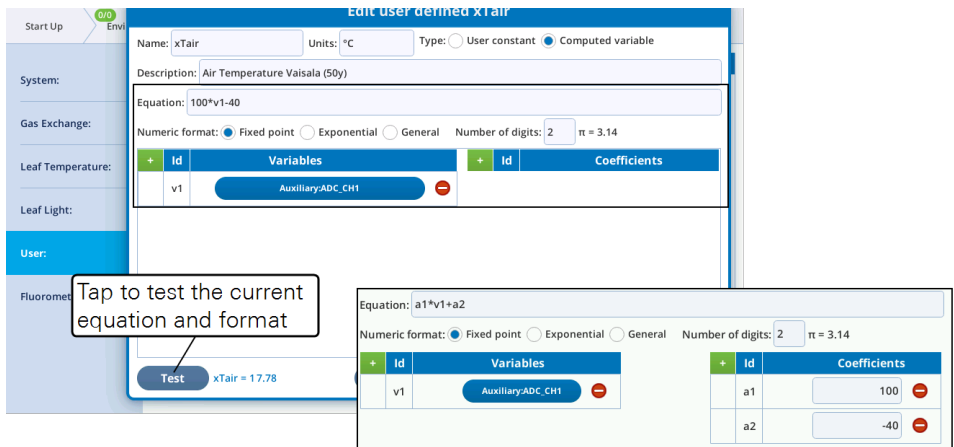 Edit user defined xTair
0/0
Start Up
Envi
Name: xTair Units: °C Type: User constant Computed variable
System:
Description: Air Temperature Vaisala (50y)
Equation: 100*v1-40
Gas Exchange:
Numeric format: Fixed point Exponential General Number of digits: 2 π = 3.14
+ Id Variables + Id Coefficients
Leaf Temperature:
v1 Auxiliary:ADC_CH1
Leaf Light:
User:
Fluoromet
Tap to test the current
equation and format
Test xTair = 17.78
Equation: a1*v1+a2
Numeric format: Fixed point Exponential General Number of digits: 2 π = 3.14
+ Id Variables + Id Coefficients
v1 Auxiliary:ADC_CH1 a1 100
a2 -40